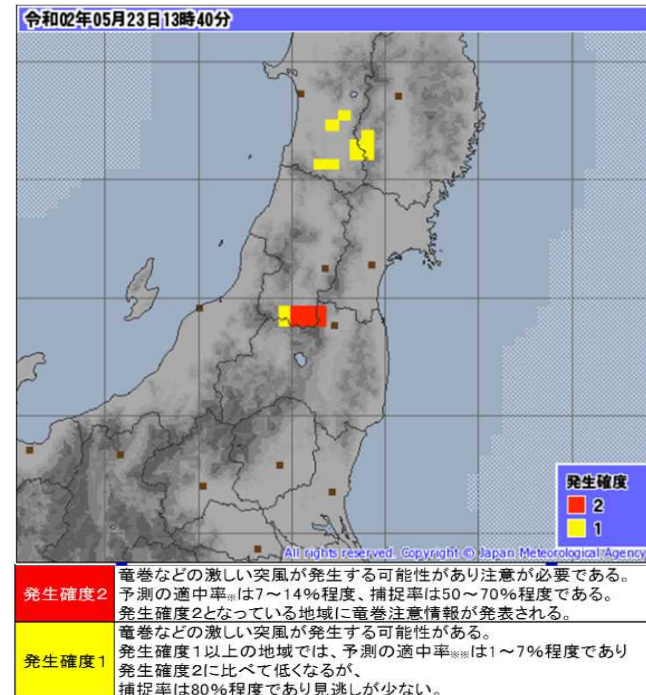 令和02年05月23日13時40分
発生確度
2
1
All rights reserved. Copyright © Japan Meteorological Agency
発生確度2
竜巻などの激しい突風が発生する可能性があり注意が必要である。
予測の適中率※は7～14%程度、捕捉率は50～70%程度である。
発生確度2となっている地域に竜巻注意情報が発表される。
発生確度1
竜巻などの激しい突風が発生する可能性がある。
発生確度1以上の地域では、予測の適中率※※は1～7%程度であり
発生確度2に比べて低くなるが、
捕捉率は80%程度であり見逃しが少ない。